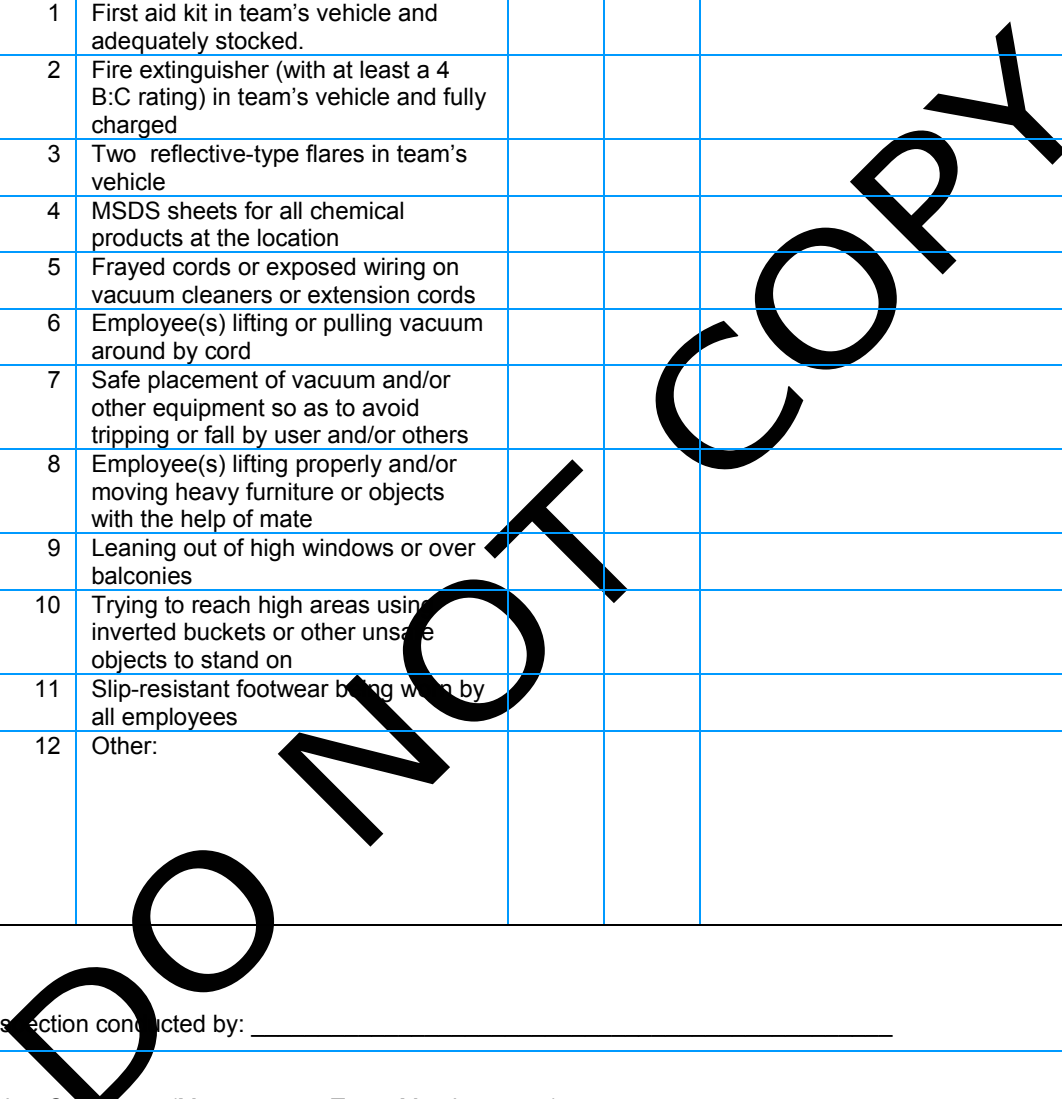 1 First aid kit in team's vehicle and
adequately stocked.
2 Fire extinguisher (with at least a 4
B:C rating) in team's vehicle and fully
charged
3 Two  reflective-type flares in team's
vehicle
4 MSDS sheets for all chemical
products at the location
5 Frayed cords or exposed wiring on
vacuum cleaners or extension cords
6 Employee(s) lifting or pulling vacuum
around by cord
7 Safe placement of vacuum and/or
other equipment so as to avoid
tripping or fall by user and/or others
8 Employee(s) lifting properly and/or
moving heavy furniture or objects
with the help of mate
9 Leaning out of high windows or over
balconies
10 Trying to reach high areas using
inverted buckets or other unsafe
objects to stand on
11 Slip-resistant footwear being worn by
all employees
12 Other:
conducted by:
DO NOT COPY